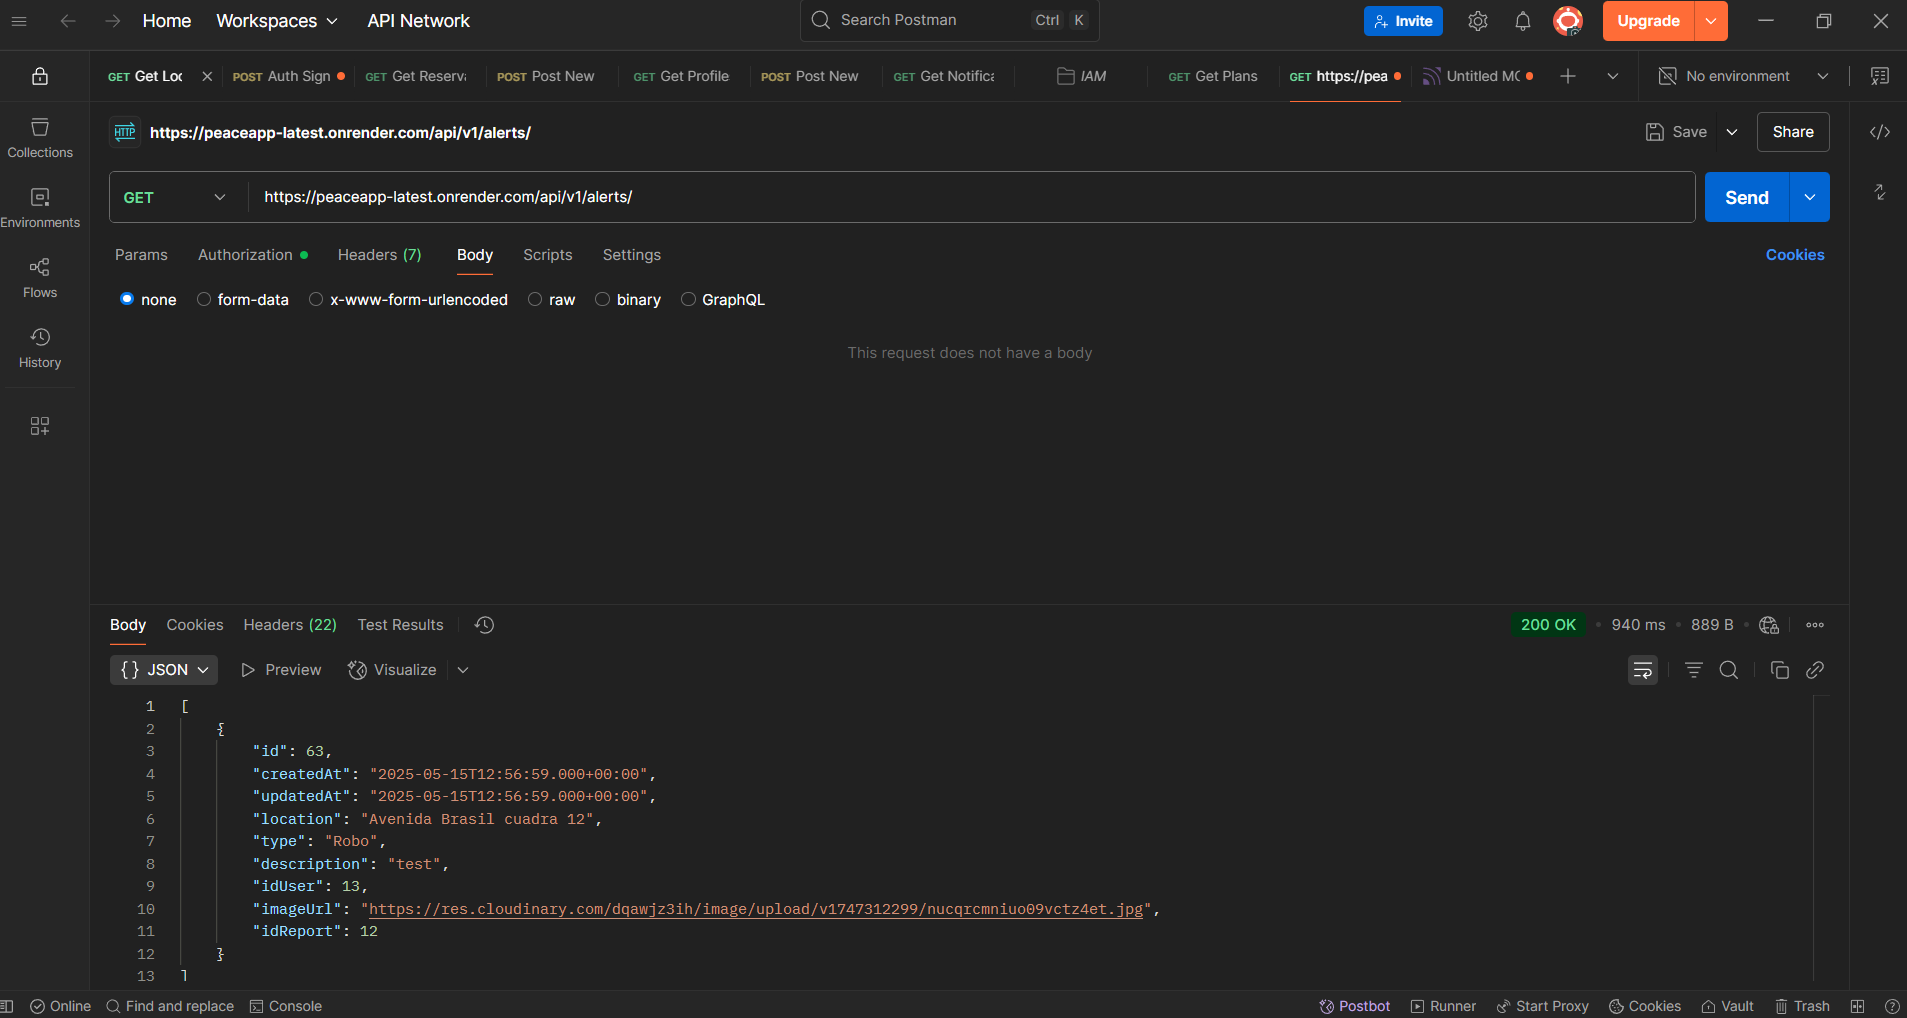 Home Workspaces API Network Search Postman Ctrl K Invite Upgrade
GET Get Loc POST Auth Sign GET Get Reserv POST Post New GET Get Profile POST Post New GET Get Notific IAM GET Get Plans GET https://pea Untitled MC No environment
HTTP https://peaceapp-latest.onrender.com/api/v1/alerts/ Save Share
Collections
GET https://peaceapp-latest.onrender.com/api/v1/alerts/ Send
Environments
Params Authorization Headers (7) Body Scripts Settings Cookies
Flows
none form-data x-www-form-urlencoded raw binary GraphQL
This request does not have a body
History
Body Cookies Headers (22) Test Results 200 OK 940 ms 889 B
{} JSON Preview Visualize
1 [
2 {
3 "id": 63,
4 "createdAt": "2025-05-15T12:56:59.000+00:00",
5 "updatedAt": "2025-05-15T12:56:59.000+00:00",
6 "location": "Avenida Brasil cuadra 12",
7 "type": "Robo",
8 "description": "test",
9 "idUser": 13,
10 "imageUrl": "https://res.cloudinary.com/dqawjz3ih/image/upload/v1747312299/nucqrcmniuo09vctz4et.jpg",
11 "idReport": 12
12 }
13 ]
Online Find and replace Console Postbot Runner Start Proxy Cookies Vault Trash